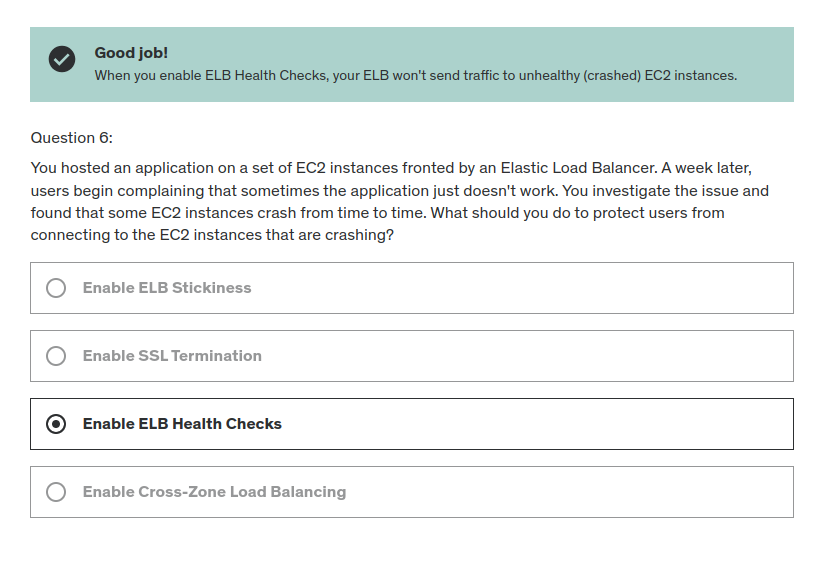 Good job!
When you enable ELB Health Checks, your ELB won't send traffic to unhealthy (crashed) EC2 instances.
Question 6:
You hosted an application on a set of EC2 instances fronted by an Elastic Load Balancer. A week later,
users begin complaining that sometimes the application just doesn't work. You investigate the issue and
found that some EC2 instances crash from time to time. What should you do to protect users from
connecting to the EC2 instances that are crashing?
Enable ELB Stickiness
Enable SSL Termination
Enable ELB Health Checks
Enable Cross-Zone Load Balancing